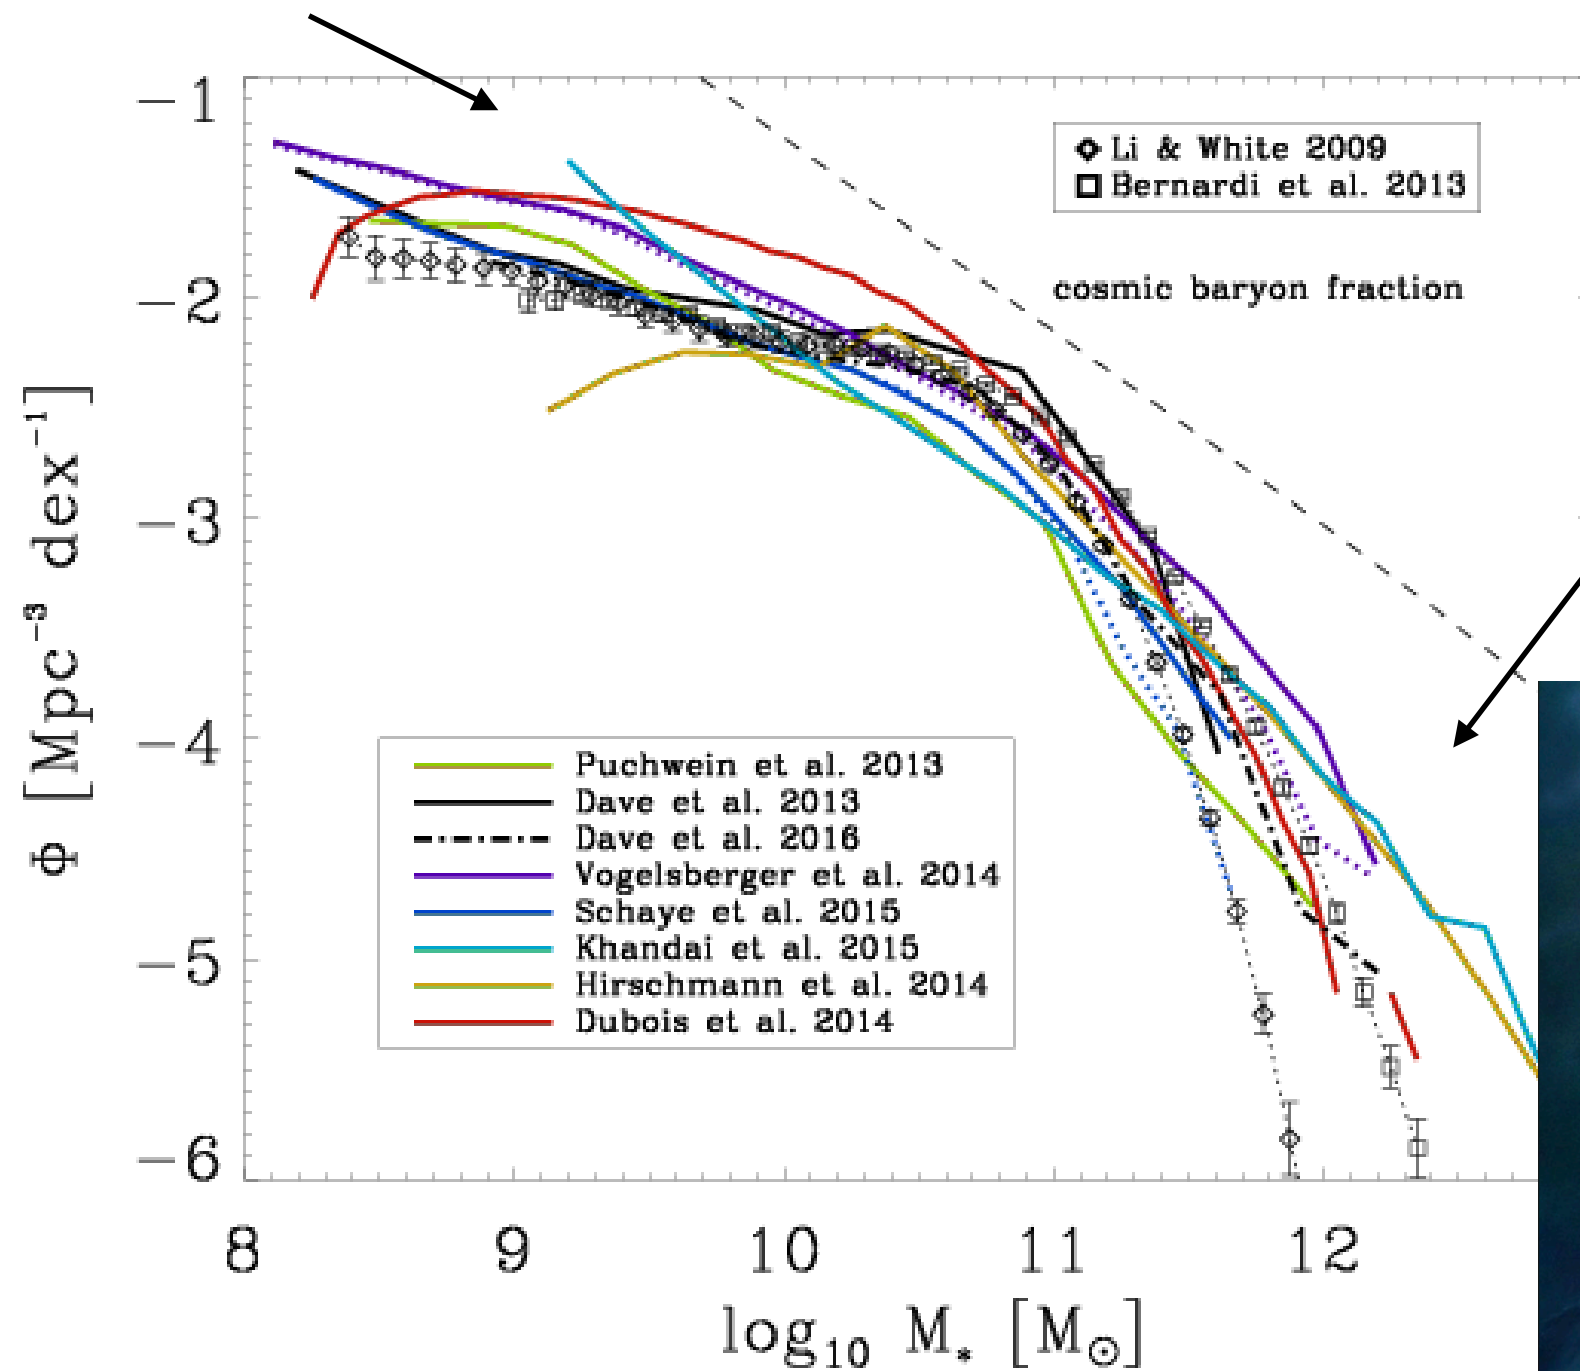 Li & White 2009
Bernardi et al. 2013
cosmic baryon fraction
−1
−2
−3
−4
−5
−6
Φ [Mpc⁻³ dex⁻¹]
Puchwein et al. 2013
Dave et al. 2013
Dave et al. 2016
Vogelsberger et al. 2014
Schaye et al. 2015
Khandai et al. 2015
Hirschmann et al. 2014
Dubois et al. 2014
8 9 10 11 12
log₁₀ M* [M☉]